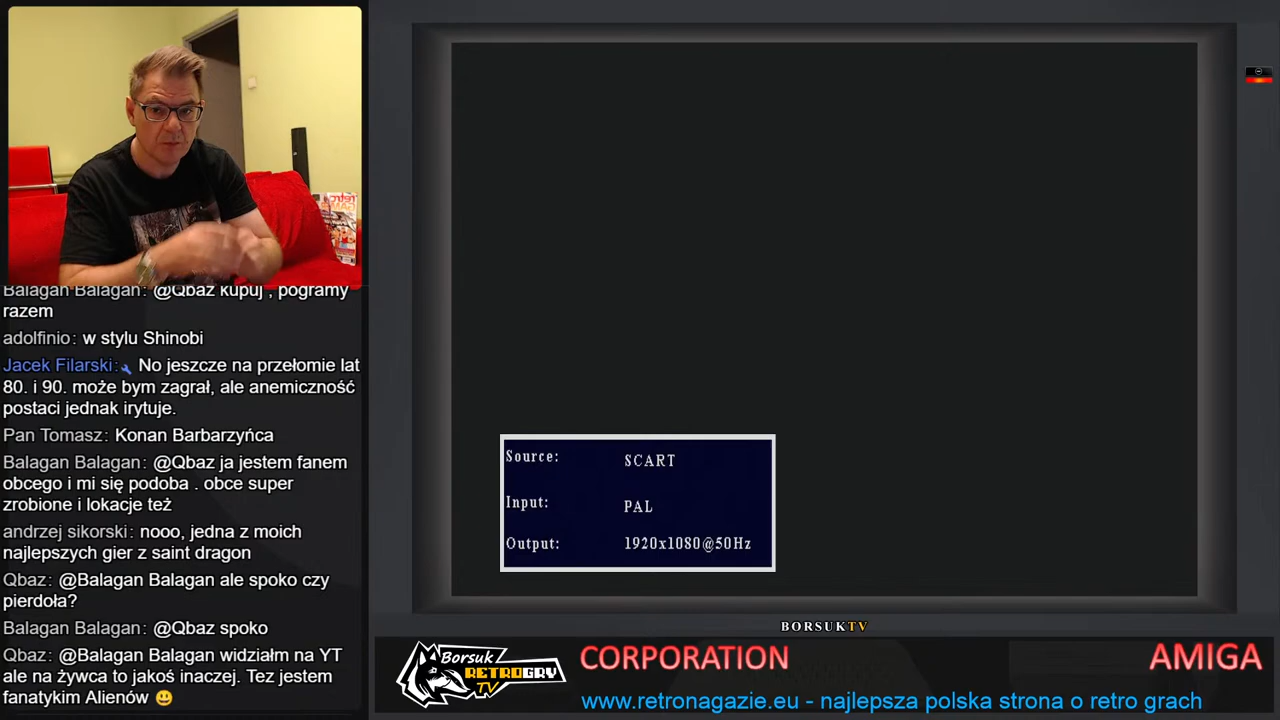 Balagan Balagan: @Qbaz kupuj , pogramy
razem
adolfinio: w stylu Shinobi
Jacek Filarski: No jeszcze na przełomie lat
80. i 90. może bym zagrał, ale anemiczność
postaci jednak irytuje.
Pan Tomasz: Konan Barbarzyńca
Balagan Balagan: @Qbaz ja jestem fanem
obcego i mi się podoba . obce super
zrobione i lokacje też
andrzej sikorski: nooo, jedna z moich
najlepszych gier z saint dragon
Qbaz: @Balagan Balagan ale spoko czy
pierdoła?
Balagan Balagan: @Qbaz spoko
Qbaz: @Balagan Balagan widziałm na YT
ale na żywca to jakoś inaczej. Tez jestem
fanatykim Alienów 😃
Source: SCART
Input: PAL
Output: 1920x1080@50Hz
BORSUKTV
Borsuk
RETROGRY
TV
CORPORATION
AMIGA
www.retronagazie.eu - najlepsza polska strona o retro grach